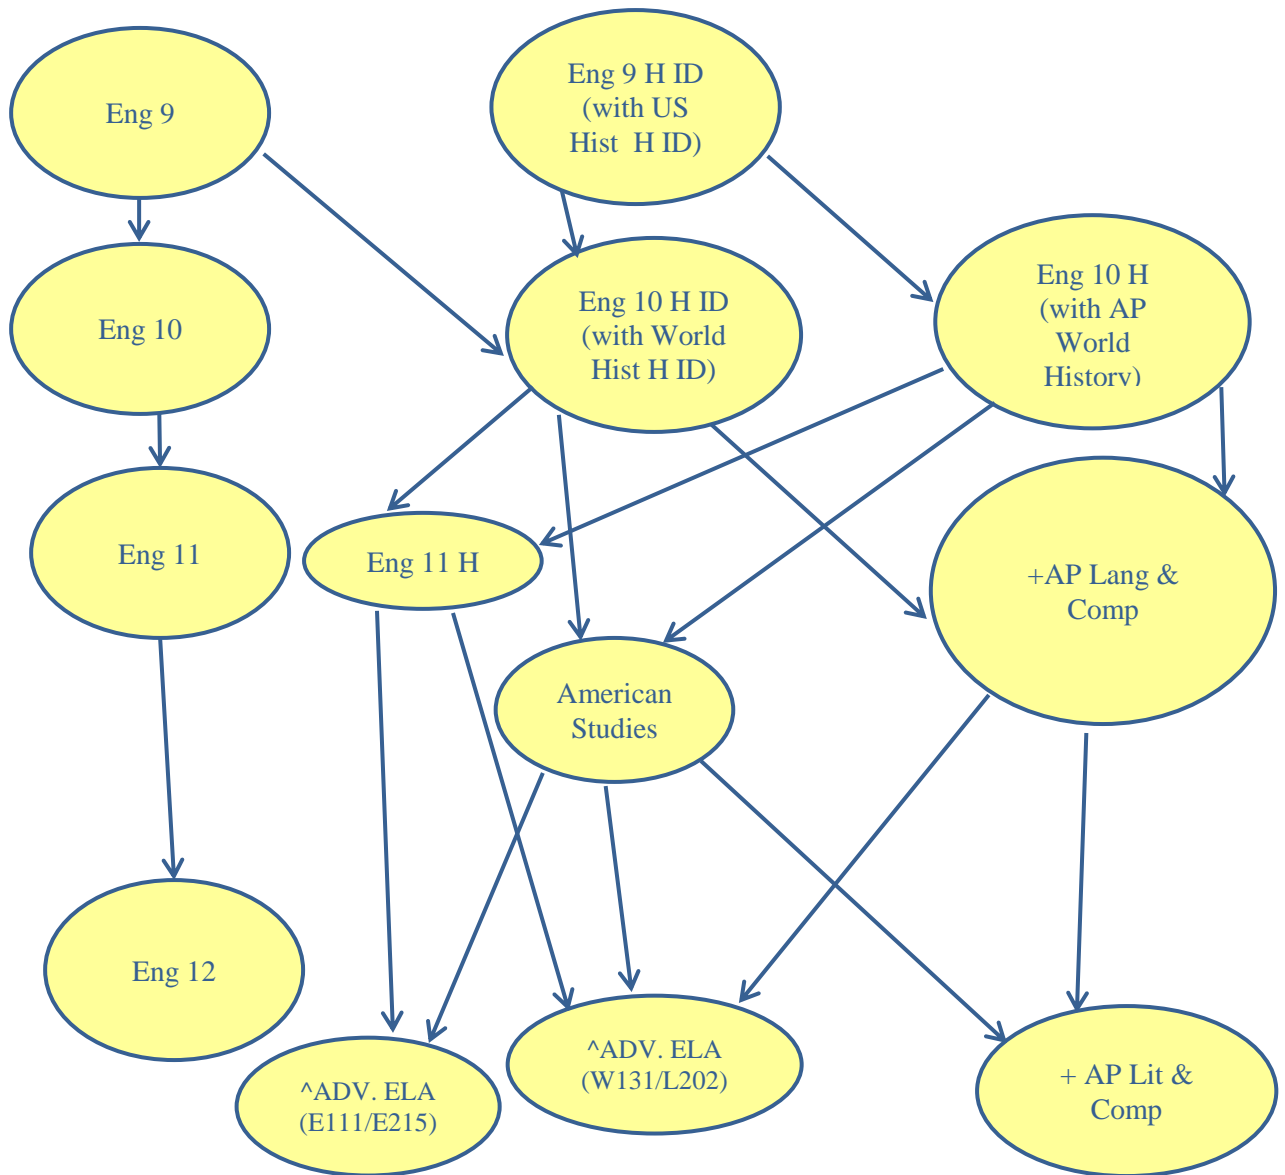 Eng 9
Eng 9 H ID
(with US
Hist  H ID)
Eng 10
Eng 10 H ID
(with World
Hist H ID)
Eng 10 H
(with AP
World
History)
Eng 11
Eng 11 H
+AP Lang &
Comp
American
Studies
Eng 12
^ADV. ELA
(E111/E215)
^ADV. ELA
(W131/L202)
+ AP Lit &
Comp